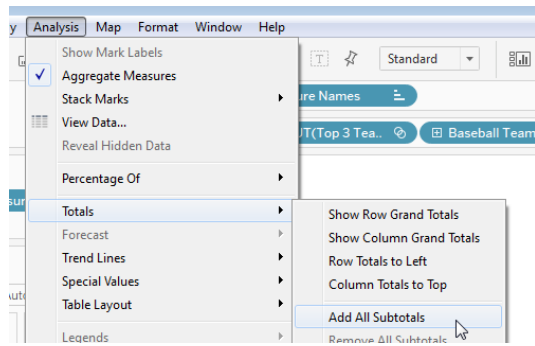 y Analysis Map Format Window Help
Show Mark Labels
T Standard
Aggregate Measures
Stack Marks
ure Names
View Data...
UT(Top 3 Tea.. Baseball Team
Reveal Hidden Data
Percentage Of
sur
Totals
Show Row Grand Totals
Forecast
Show Column Grand Totals
Trend Lines
Row Totals to Left
Special Values
Column Totals to Top
Auto
Table Layout
Add All Subtotals
Legends
Remove All Subtotals